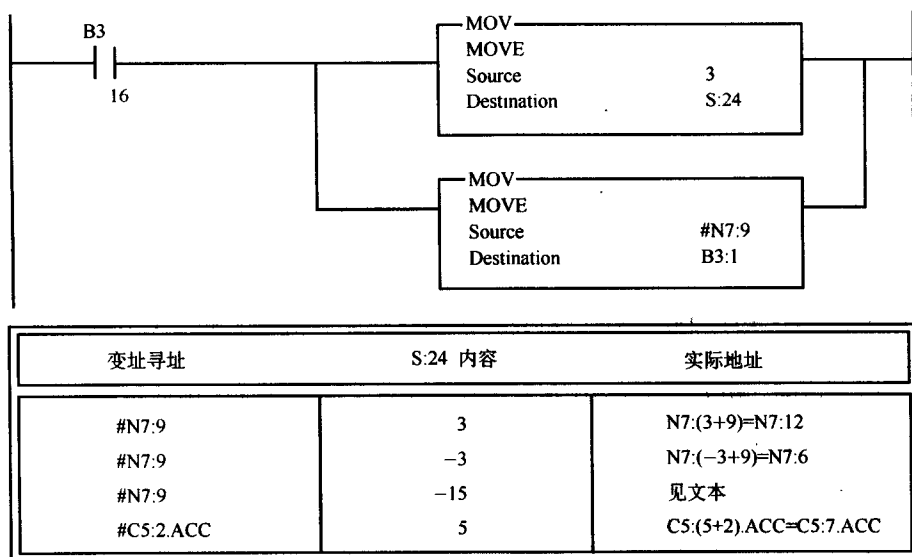 B3
16
MOV
MOVE
Source 3
Destination S:24
MOV
MOVE
Source #N7:9
Destination B3:1
变址寻址 S:24 内容 实际地址
#N7:9 3 N7:(3+9)=N7:12
#N7:9 −3 N7:(−3+9)=N7:6
#N7:9 −15 见文本
#C5:2.ACC 5 C5:(5+2).ACC=C5:7.ACC